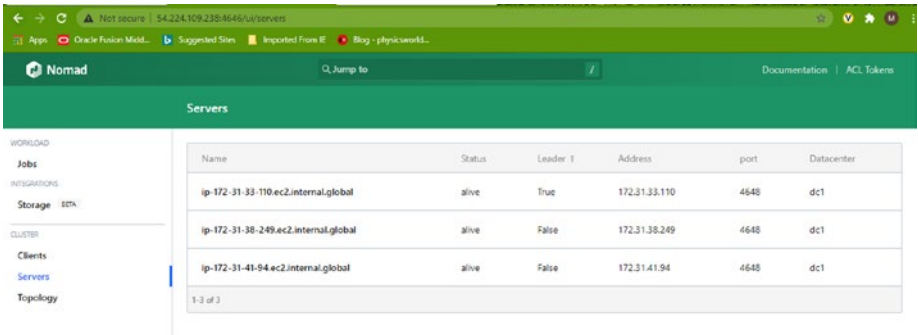 Not secure | 54.224.109.238:4646/ui/servers
Apps Oracle Fusion Midd... Suggested Sites Imported From IE Blog - physicsworld...
Nomad Jump to / Documentation ACL Tokens
Servers
WORKLOAD
Jobs
INTEGRATIONS
Storage BETA
CLUSTER
Clients
Servers
Topology
Name Status Leader Address port Datacenter
ip-172-31-33-110.ec2.internal.global alive True 172.31.33.110 4648 dc1
ip-172-31-38-249.ec2.internal.global alive False 172.31.38.249 4648 dc1
ip-172-31-41-94.ec2.internal.global alive False 172.31.41.94 4648 dc1
1-3 of 3